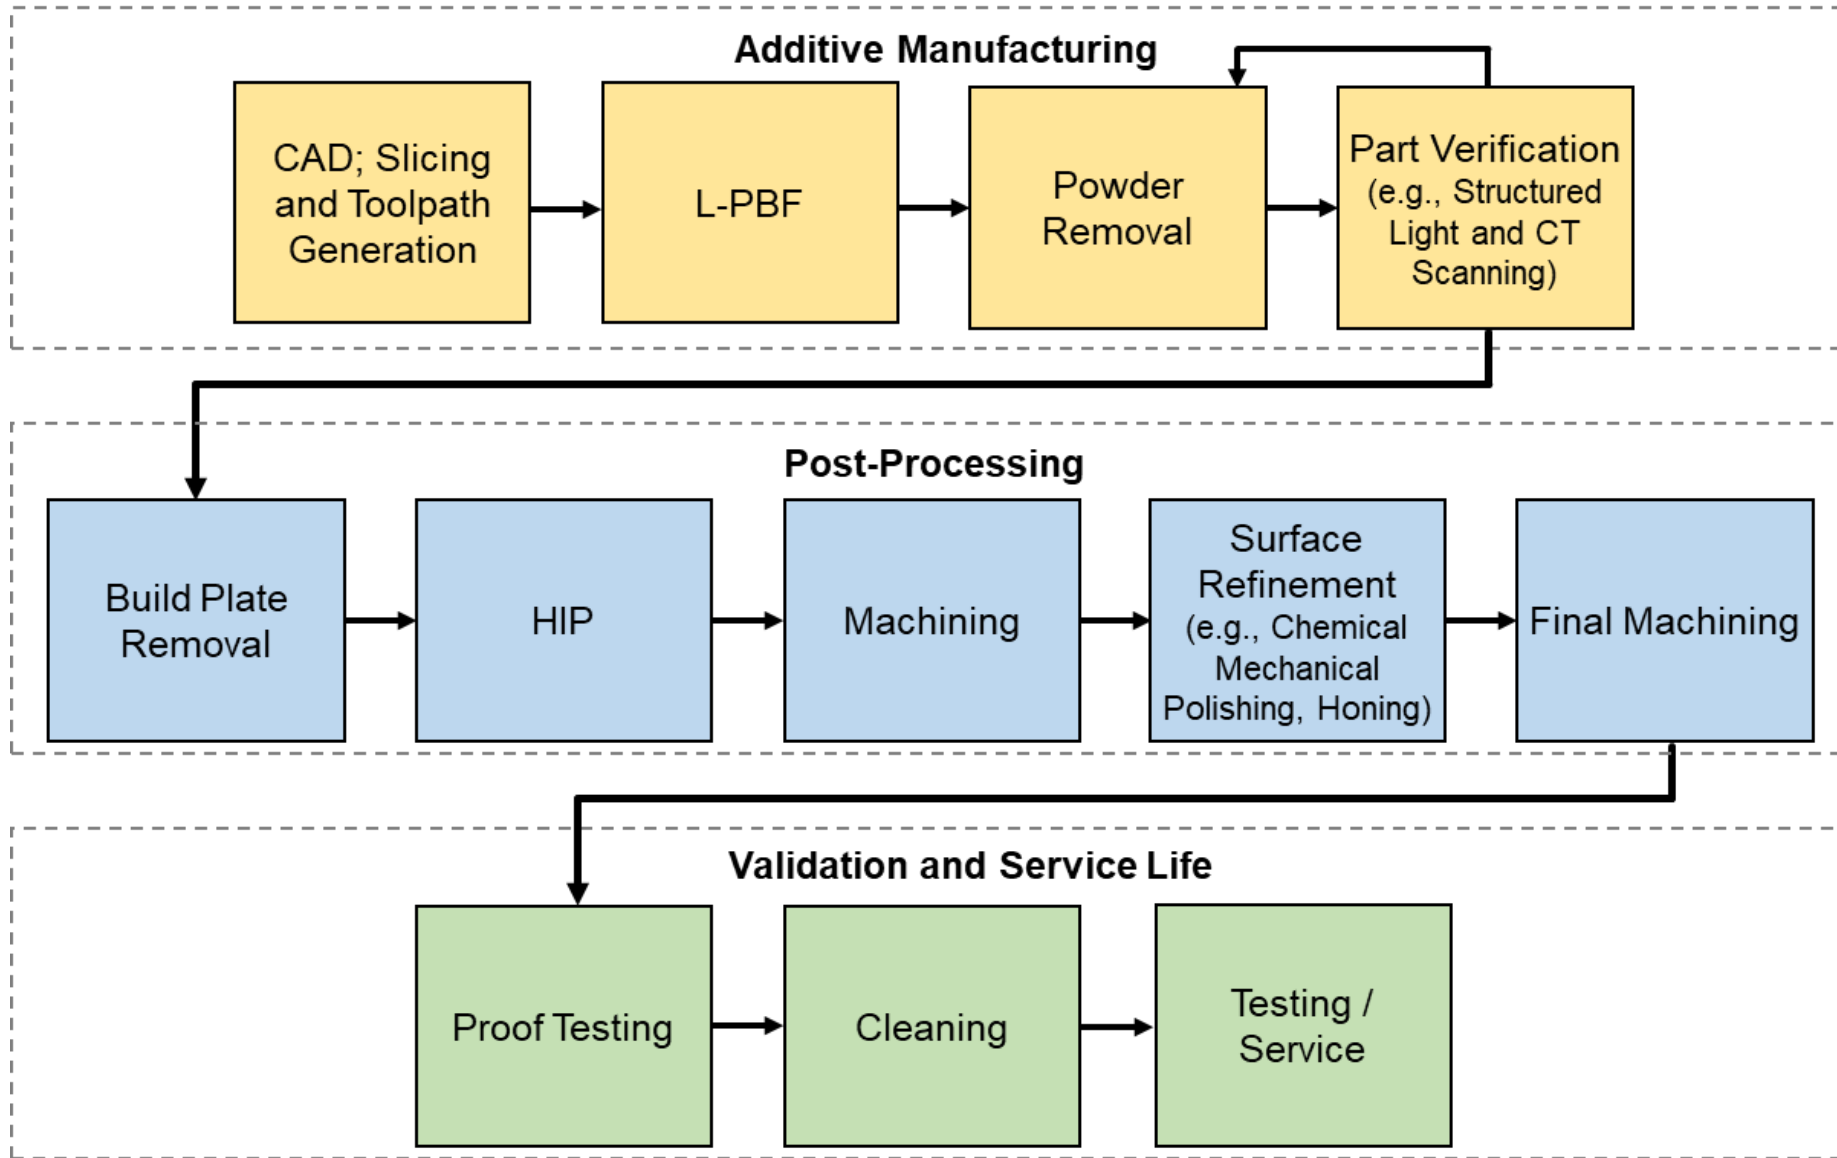 Additive Manufacturing
CAD; Slicing
and Toolpath
Generation
L-PBF
Powder
Removal
Part Verification
(e.g., Structured
Light and CT
Scanning)
Post-Processing
Build Plate
Removal
HIP
Machining
Surface
Refinement
(e.g., Chemical
Mechanical
Polishing, Honing)
Final Machining
Validation and Service Life
Proof Testing
Cleaning
Testing /
Service